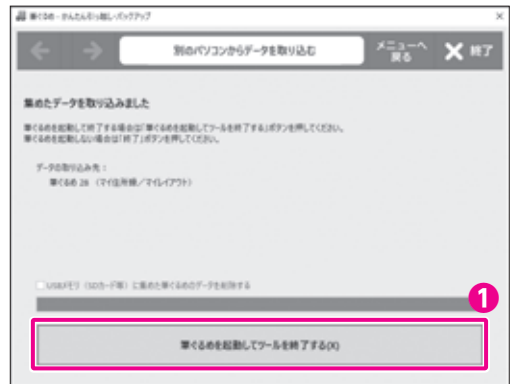 筆ぐるめ - かんたん引っ越し・バックアップ
別のパソコンからデータを取り込む
メニューへ
戻る
終了
集めたデータを取り込みました
筆ぐるめを起動して終了する場合は「筆ぐるめを起動してツールを終了する」ボタンを押してください。
筆ぐるめを起動しない場合は「終了」ボタンを押してください。
データの取り込み先：
筆ぐるめ 26 （マイ住所録／マイレイアウト）
USBメモリ（SDカード等）に集めた筆ぐるめのデータを削除する
1
筆ぐるめを起動してツールを終了する(X)